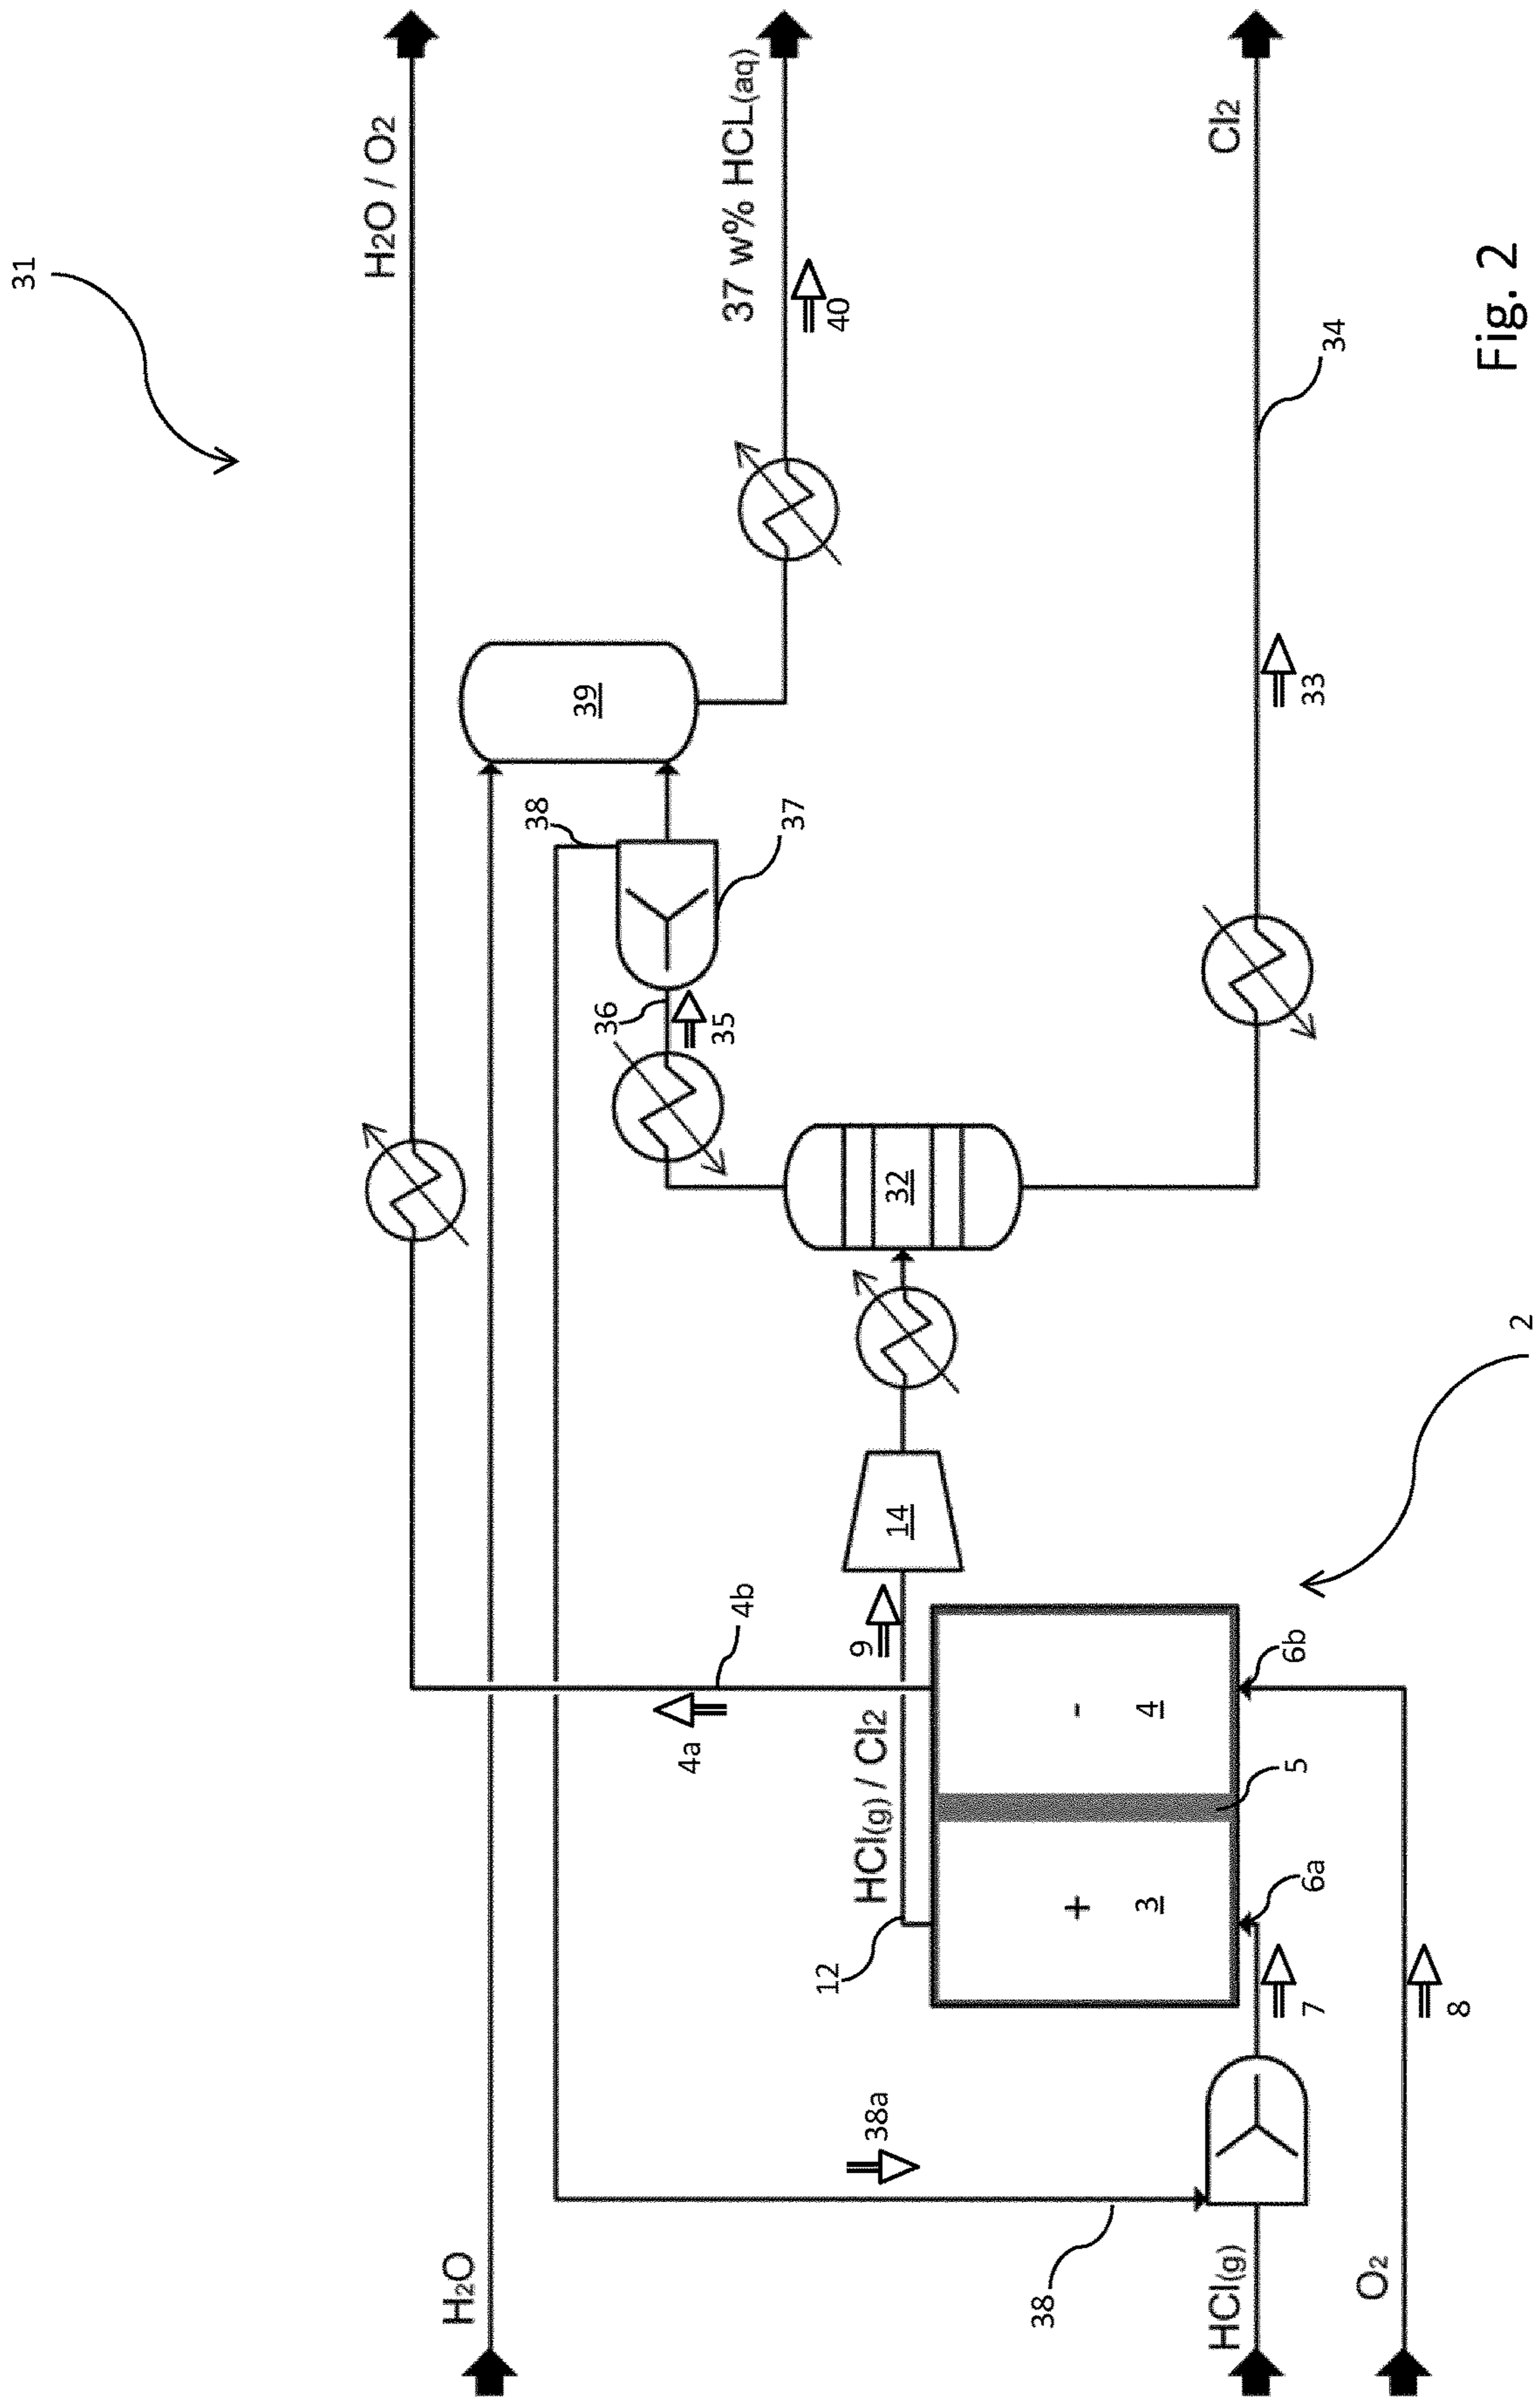 31
H2O / O2
37 w% HCL(aq)
40
Cl2
34
33
39
38
37
36
35
32
14
2
4b
4a
9
HCl(g) / Cl2
12
+
3
-
4
5
6a
6b
7
8
38a
38
H2O
HCl(g)
O2
Fig. 2